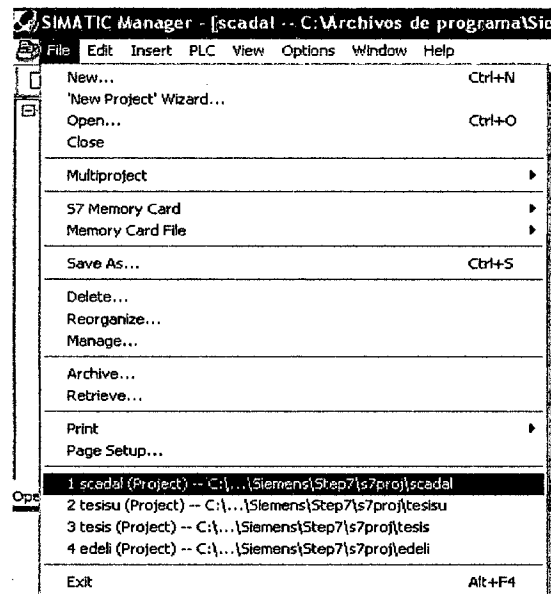 SIMATIC Manager - [scadal -- C:\Archivos de programa\Sie
File Edit Insert PLC View Options Window Help
New... Ctrl+N
'New Project' Wizard...
Open... Ctrl+O
Close
Multiproject
S7 Memory Card
Memory Card File
Save As... Ctrl+S
Delete...
Reorganize...
Manage...
Archive...
Retrieve...
Print
Page Setup...
1 scadal (Project) -- C:\...\Siemens\Step7\s7proj\scadal
2 tesisu (Project) -- C:\...\Siemens\Step7\s7proj\tesisu
3 tesis (Project) -- C:\...\Siemens\Step7\s7proj\tesis
4 edeli (Project) -- C:\...\Siemens\Step7\s7proj\edeli
Ope
Exit Alt+F4